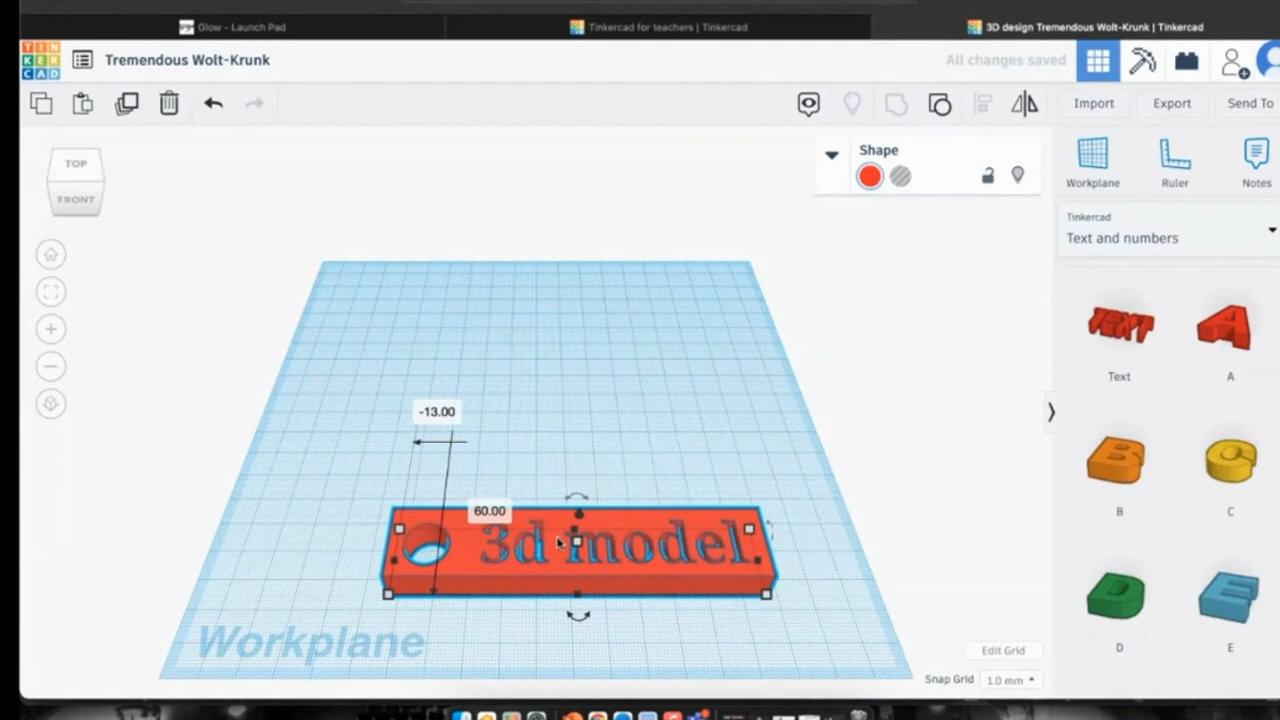 Glow - Launch Pad
Tinkercad for teachers | Tinkercad
3D design Tremendous Wolt-Krunk | Tinkercad
TIN
KER
CAD
Tremendous Wolt-Krunk
All changes saved
Import
Export
Send To
TOP
FRONT
Shape
Workplane
Ruler
Notes
Tinkercad
Text and numbers
TEXT
A
Text
A
B
C
B
C
D
E
D
E
-13.00
60.00
3d model
Workplane
Edit Grid
Snap Grid
1.0 mm